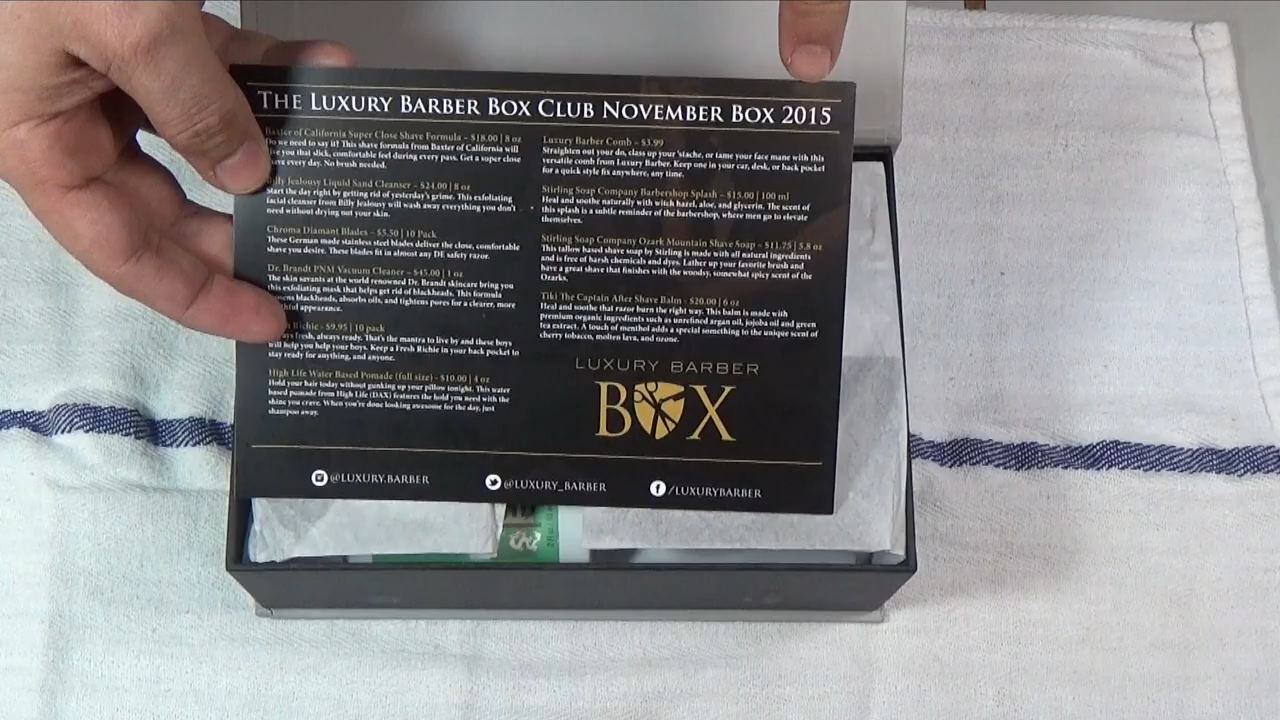 THE LUXURY BARBER BOX CLUB NOVEMBER BOX 2015
Baxter of California Super Close Shave Formula – $18.00 | 8 oz
Do we need to say it? This shave formula from Baxter of California will
you that slick, comfortable feel during every pass. Get a super close
every day. No brush needed.
Billy Jealousy Liquid Sand Cleanser – $24.00 | 8 oz
Start the day right by getting rid of yesterday's grime. This exfoliating
facial cleanser from Billy Jealousy will wash away everything you don't
need without drying out your skin.
Chroma Diamant Blades – $5.50 | 10 Pack
These German made stainless steel blades deliver the close, comfortable
shave you desire. These blades fit in almost any DE safety razor.
Dr. Brandt PNM Vacuum Cleaner – $45.00 | 1 oz
The skin savants at the world renowned Dr. Brandt skincare bring you
this exfoliating mask that helps get rid of blackheads. This formula
blackheads, absorbs oils, and tightens pores for a clearer, more
appearance.
Richie – $9.95 | 10 pack
fresh, always ready. That's the mantra to live by and these boys
will help you help your boys. Keep a Fresh Richie in your back pocket to
stay ready for anything, and anyone.
High Life Water Based Pomade (full size) – $10.00 | 4 oz
Hold your hair today without gunking up your pillow tonight. This water
based pomade from High Life (DAX) features the hold you need with the
shine you crave. When you're done looking awesome for the day, just
shampoo away.
Luxury Barber Comb – $3.99
Straighten out your do, class up your 'stache, or tame your face mane with this
versatile comb from Luxury Barber. Keep one in your car, desk, or back pocket
for a quick style fix anywhere, any time.
Stirling Soap Company Barbershop Splash – $15.00 | 100 ml
Heal and soothe naturally with witch hazel, aloe, and glycerin. The scent of
this splash is a subtle reminder of the barbershop, where men go to elevate
themselves.
Stirling Soap Company Ozark Mountain Shave Soap – $11.75 | 5.8 oz
This tallow based shave soap by Stirling is made with all natural ingredients
and is free of harsh chemicals and dyes. Lather up your favorite brush and
have a great shave that finishes with the woodsy, somewhat spicy scent of the
Ozarks.
Tiki The Captain After Shave Balm – $20.00 | 6 oz
Heal and soothe that razor burn the right way. This balm is made with
premium organic ingredients such as unrefined argan oil, jojoba oil and green
tea extract. A touch of menthol adds a special something to the unique scent of
cherry tobacco, molten lava, and ozone.
LUXURY BARBER
BOX
@LUXURY.BARBER
@LUXURY_BARBER
/LUXURYBARBER